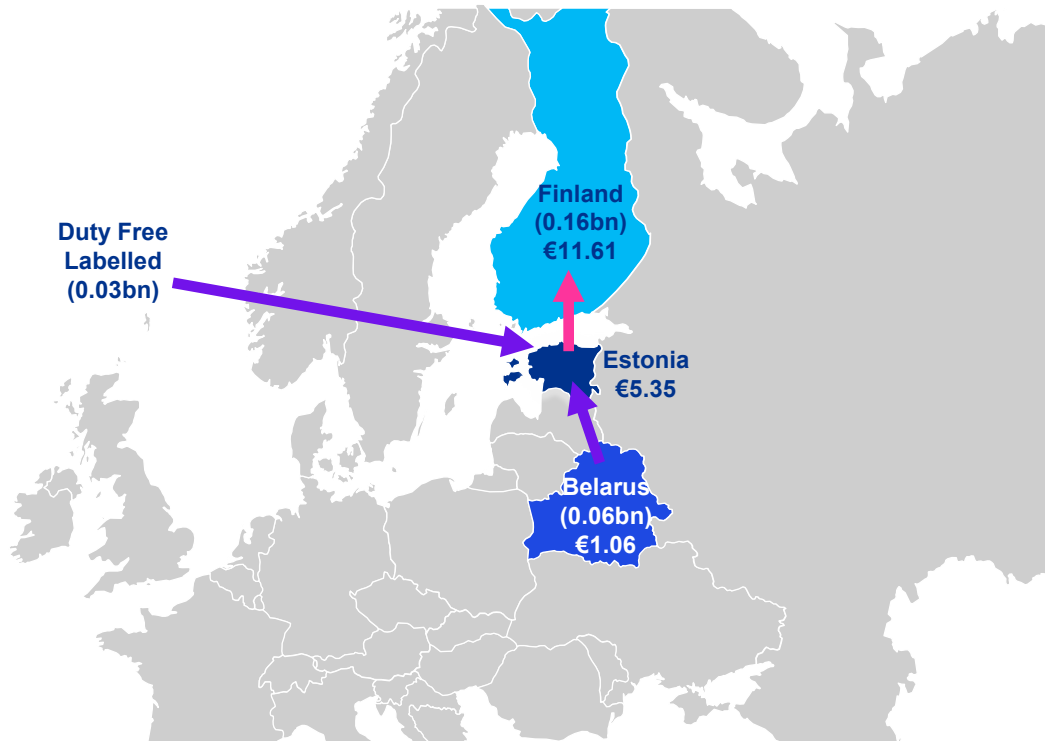 Finland
(0.16bn)
€11.61
Duty Free
Labelled
(0.03bn)
Estonia
€5.35
Belarus
(0.06bn)
€1.06